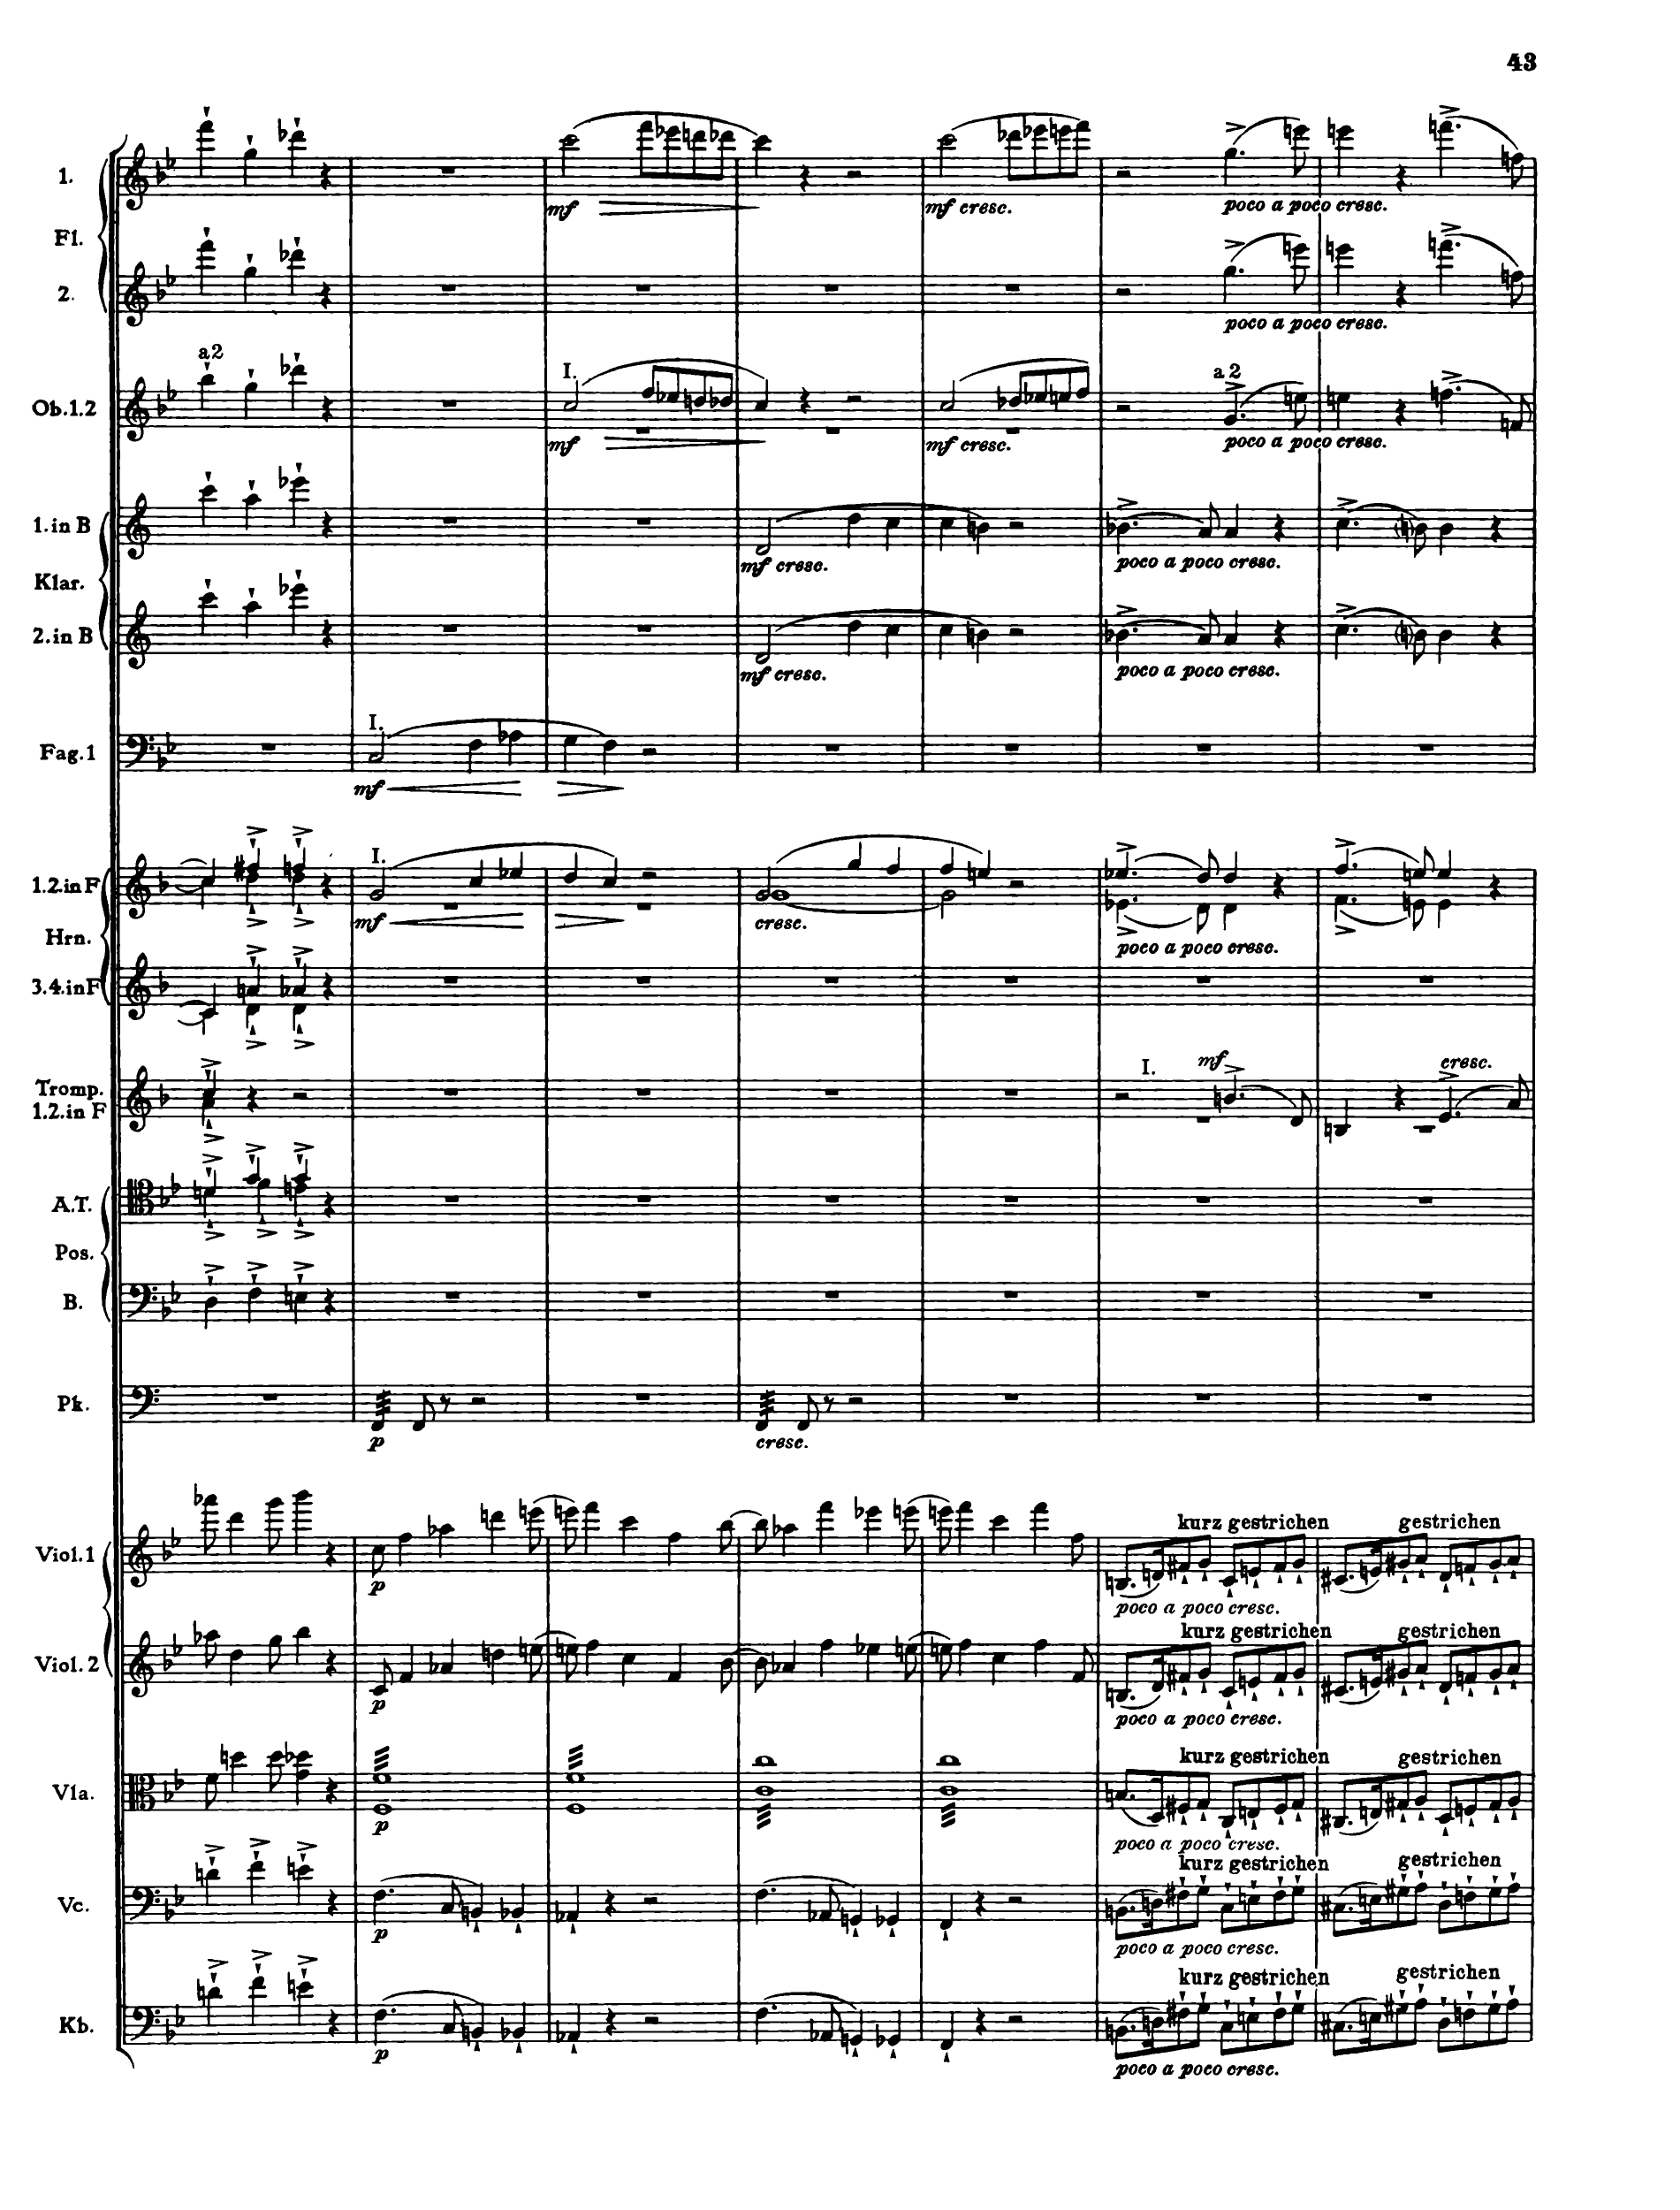 43
1.
Fl.
2.
poco a poco cresc.
mf
mf cresc.
poco a poco cresc.
a2
Ob.1.2
I.
mf
mf cresc.
a 2
poco a poco cresc.
1. in B
mf cresc.
poco a poco cresc.
Klar.
2. in B
mf cresc.
poco a poco cresc.
Fag.1
I.
mf
1.2. in F
I.
mf
cresc.
poco a poco cresc.
Hrn.
3.4. in F
Tromp.
1.2. in F
I.
mf
cresc.
A.T.
Pos.
B.
Pk.
p
cresc.
Viol.1
p
kurz gestrichen
gestrichen
poco a poco cresc.
Viol. 2
p
kurz gestrichen
gestrichen
poco a poco cresc.
Vla.
p
kurz gestrichen
gestrichen
poco a poco cresc.
Vc.
p
kurz gestrichen
gestrichen
poco a poco cresc.
Kb.
p
kurz gestrichen
gestrichen
poco a poco cresc.